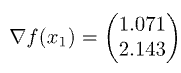 ∇f(x₁) = (1.071
2.143)